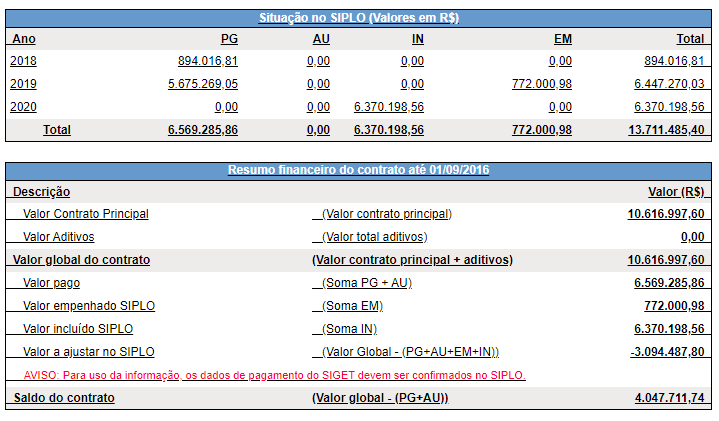 Situação no SIPLO (Valores em R$)
Ano PG AU IN EM Total
2018 894.016,81 0,00 0,00 0,00 894.016,81
2019 5.675.269,05 0,00 0,00 772.000,98 6.447.270,03
2020 0,00 0,00 6.370.198,56 0,00 6.370.198,56
Total 6.569.285,86 0,00 6.370.198,56 772.000,98 13.711.485,40
Resumo financeiro do contrato até 01/09/2016
Descrição Valor (R$)
Valor Contrato Principal (Valor contrato principal) 10.616.997,60
Valor Aditivos (Valor total aditivos) 0,00
Valor global do contrato (Valor contrato principal + aditivos) 10.616.997,60
Valor pago (Soma PG + AU) 6.569.285,86
Valor empenhado SIPLO (Soma EM) 772.000,98
Valor incluído SIPLO (Soma IN) 6.370.198,56
Valor a ajustar no SIPLO (Valor Global - (PG+AU+EM+IN)) -3.094.487,80
AVISO: Para uso da informação, os dados de pagamento do SIGET devem ser confirmados no SIPLO.
Saldo do contrato (Valor global - (PG+AU)) 4.047.711,74